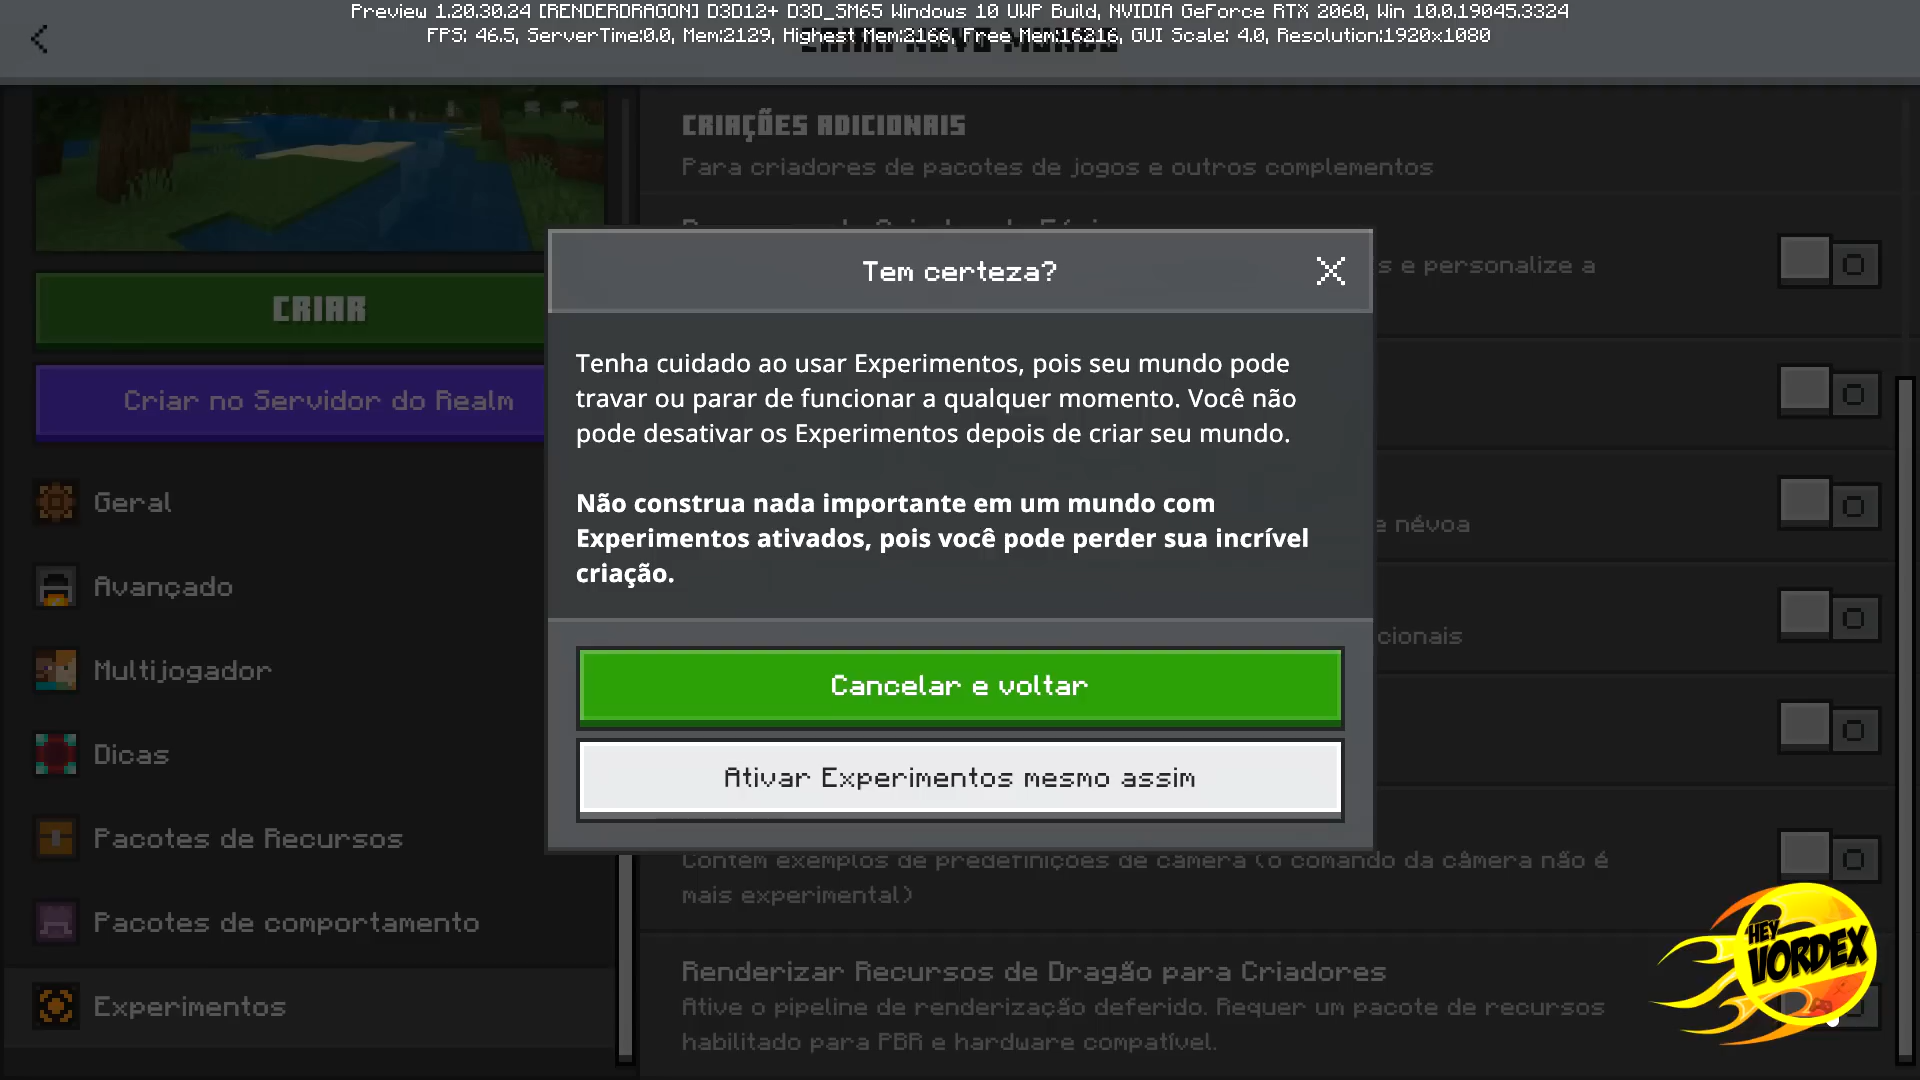 Preview 1.20.30.24 [RENDERDRAGON] D3D12+ D3D_SM65 Windows 10 UWP Build, NVIDIA GeForce RTX 2060, Win 10.0.19045.3324
FPS: 46.5, ServerTime:0.0, Mem:2129, Highest Mem:2166, Free Mem:16216, GUI Scale: 4.0, Resolution:1920x1080
CRIAR NOVO MUNDO
CRIAÇÕES ADICIONAIS
Para criadores de pacotes de jogos e outros complementos
s e personalize a
CRIAR
Criar no Servidor do Realm
Geral
Avançado
Multijogador
Dicas
Pacotes de Recursos
Pacotes de comportamento
Experimentos
Tem certeza?
Tenha cuidado ao usar Experimentos, pois seu mundo pode
travar ou parar de funcionar a qualquer momento. Você não
pode desativar os Experimentos depois de criar seu mundo.
Não construa nada importante em um mundo com
Experimentos ativados, pois você pode perder sua incrível
criação.
Cancelar e voltar
Ativar Experimentos mesmo assim
e névoa
cionais
Contém exemplos de predefinições de câmera (o comando da câmera não é
mais experimental)
Renderizar Recursos de Dragão para Criadores
Ative o pipeline de renderização deferido. Requer um pacote de recursos
habilitado para PBR e hardware compatível.
HEY
VORDEX